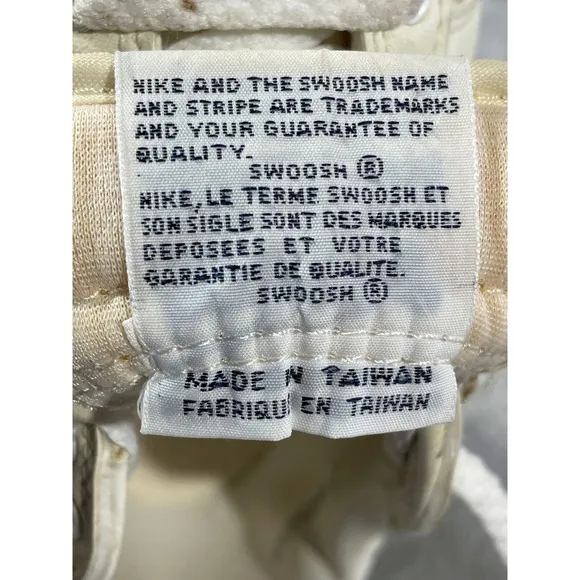 NIKE AND THE SWOOSH NAME
AND STRIPE ARE TRADEMARKS
AND YOUR GUARANTEE OF
QUALITY.
SWOOSH ®
NIKE, LE TERME SWOOSH ET
SON SIGLE SONT DES MARQUES
DEPOSEES ET VOTRE
GARANTIE DE QUALITE.
SWOOSH ®
MADE IN TAIWAN
FABRIQUE EN TAIWAN